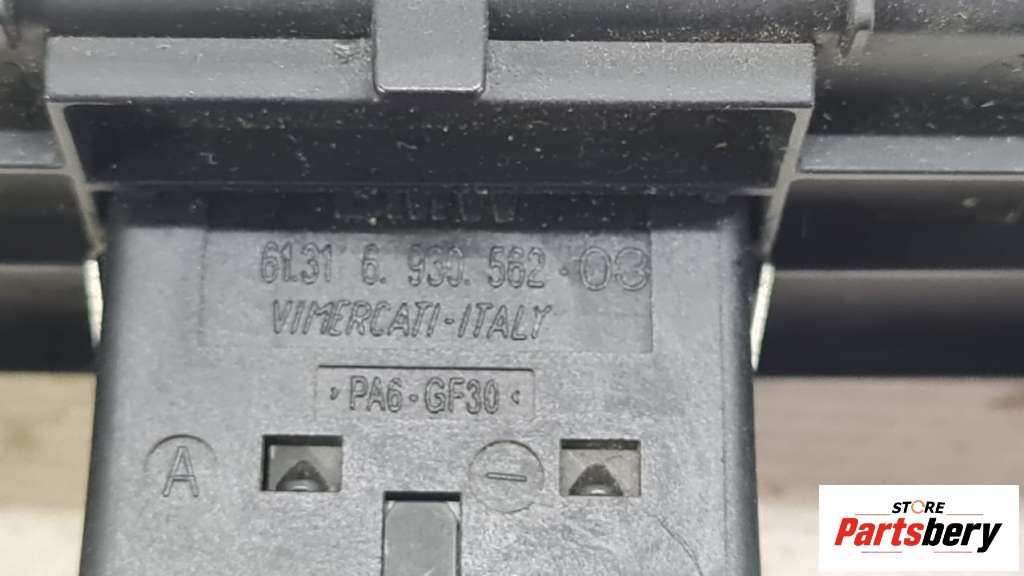 61.31 6. 930. 562-03
VIMERCATI-ITALY
>PA6-GF30<
A
STORE
Partsbery